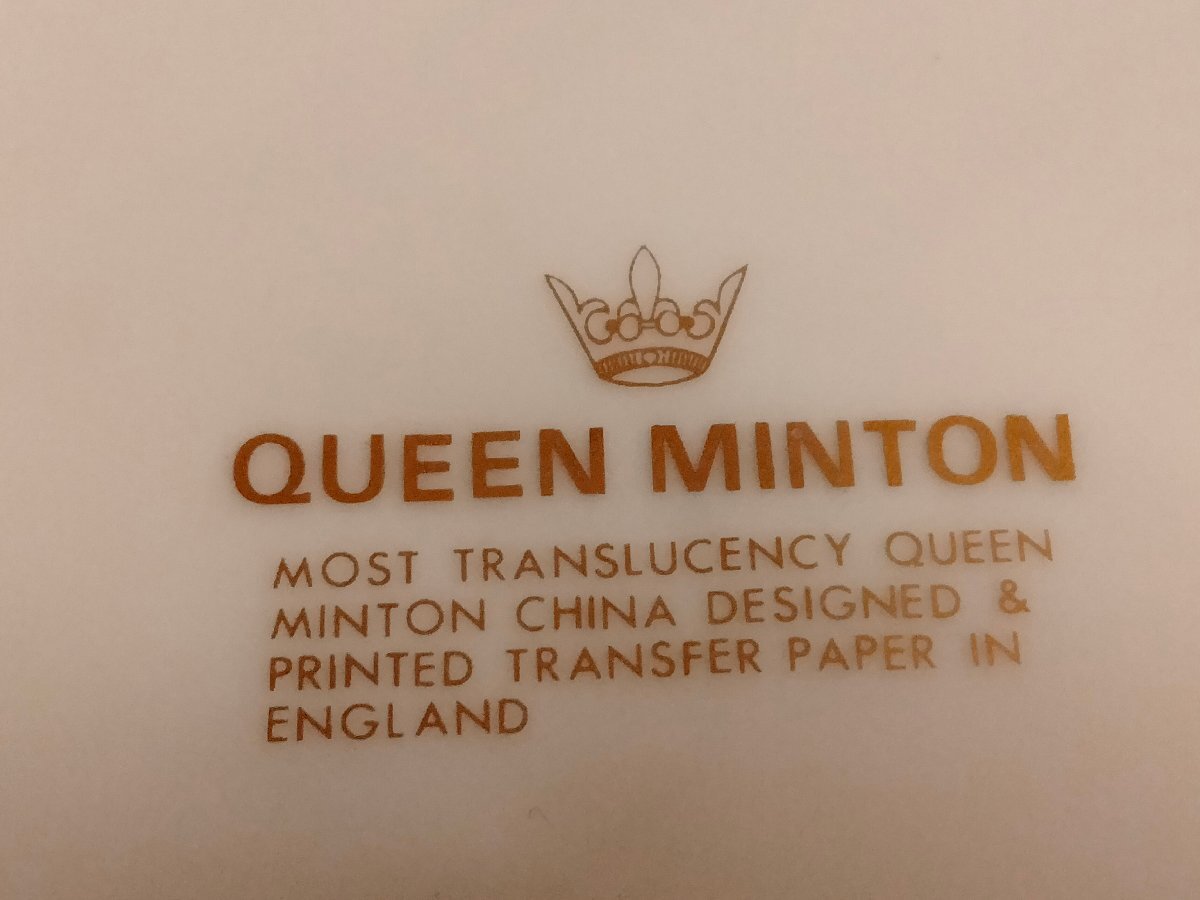 QUEEN MINTON
MOST TRANSLUCENCY QUEEN
MINTON CHINA DESIGNED &
PRINTED TRANSFER PAPER IN
ENGLAND